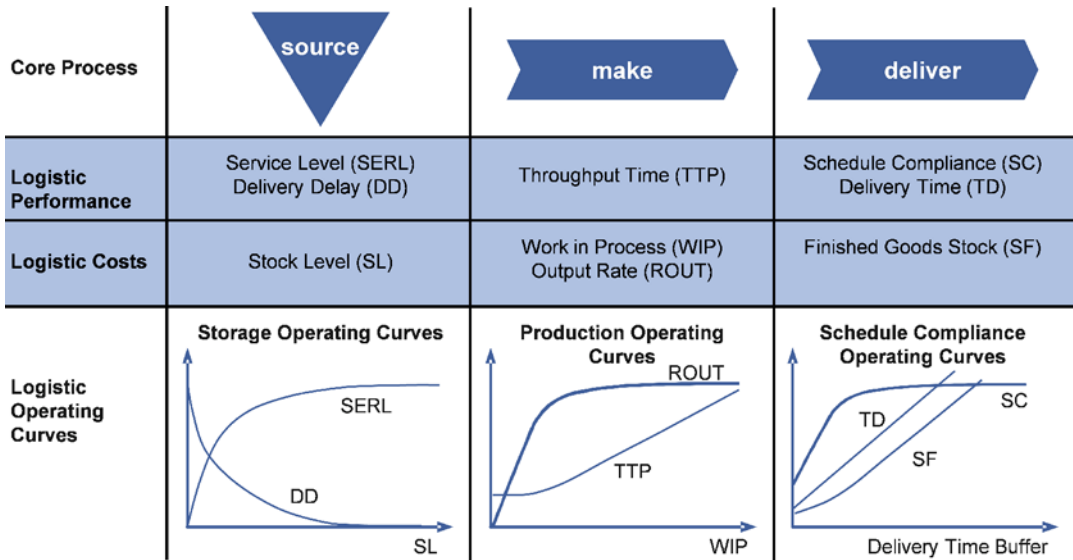 Core Process
source
make
deliver
Logistic
Performance
Service Level (SERL)
Delivery Delay (DD)
Throughput Time (TTP)
Schedule Compliance (SC)
Delivery Time (TD)
Logistic Costs
Stock Level (SL)
Work in Process (WIP)
Output Rate (ROUT)
Finished Goods Stock (SF)
Logistic
Operating
Curves
Storage Operating Curves
SERL
DD
SL
Production Operating
Curves
ROUT
TTP
WIP
Schedule Compliance
Operating Curves
TD
SC
SF
Delivery Time Buffer